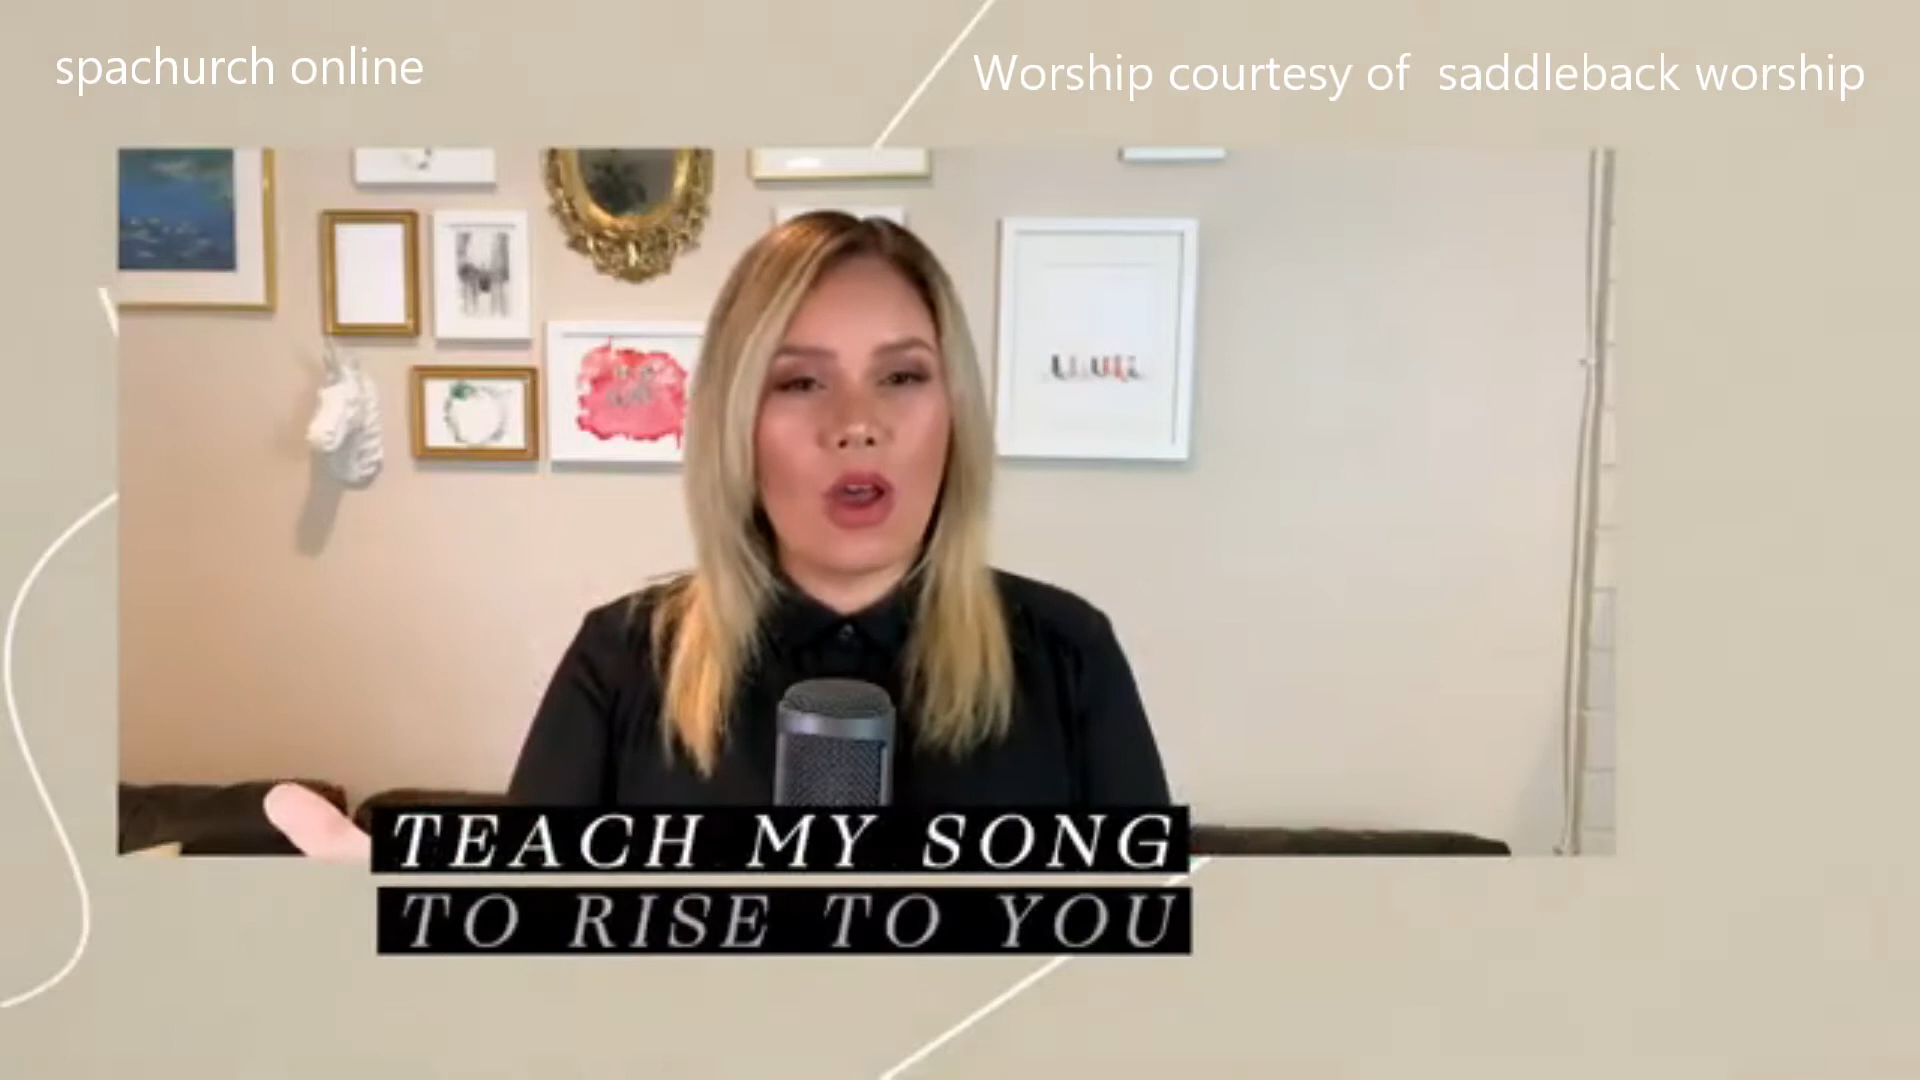 spachurch online
Worship courtesy of saddleback worship
TEACH MY SONG
TO RISE TO YOU